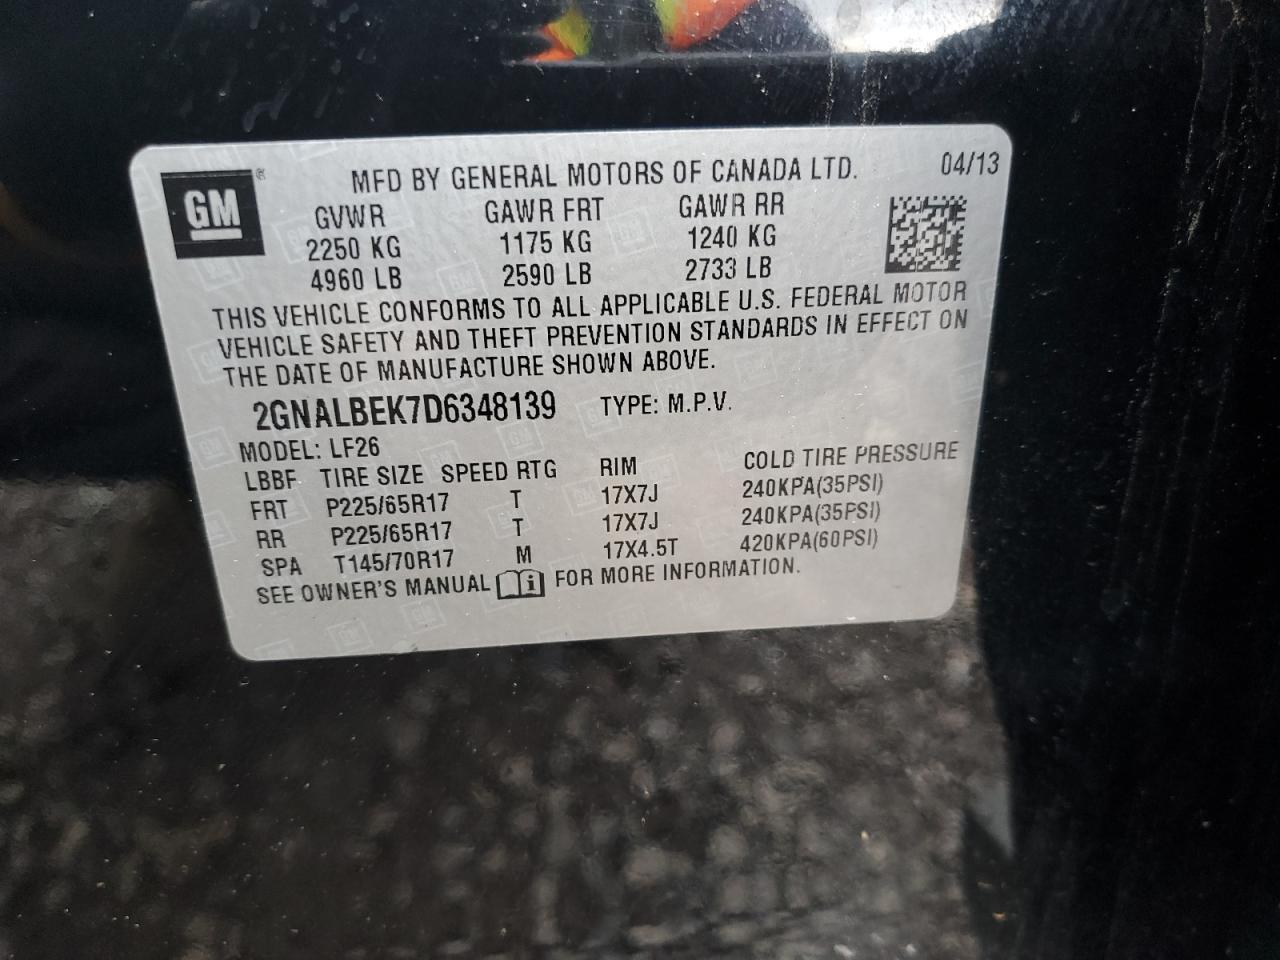 GM®
MFD BY GENERAL MOTORS OF CANADA LTD. 04/13
GVWR GAWR FRT GAWR RR
2250 KG 1175 KG 1240 KG
4960 LB 2590 LB 2733 LB
THIS VEHICLE CONFORMS TO ALL APPLICABLE U.S. FEDERAL MOTOR
VEHICLE SAFETY AND THEFT PREVENTION STANDARDS IN EFFECT ON
THE DATE OF MANUFACTURE SHOWN ABOVE.
2GNALBEK7D6348139 TYPE: M.P.V.
MODEL: LF26
LBBF TIRE SIZE SPEED RTG RIM COLD TIRE PRESSURE
FRT P225/65R17 T 17X7J 240KPA(35PSI)
RR P225/65R17 T 17X7J 240KPA(35PSI)
SPA T145/70R17 M 17X4.5T 420KPA(60PSI)
SEE OWNER'S MANUAL i FOR MORE INFORMATION.